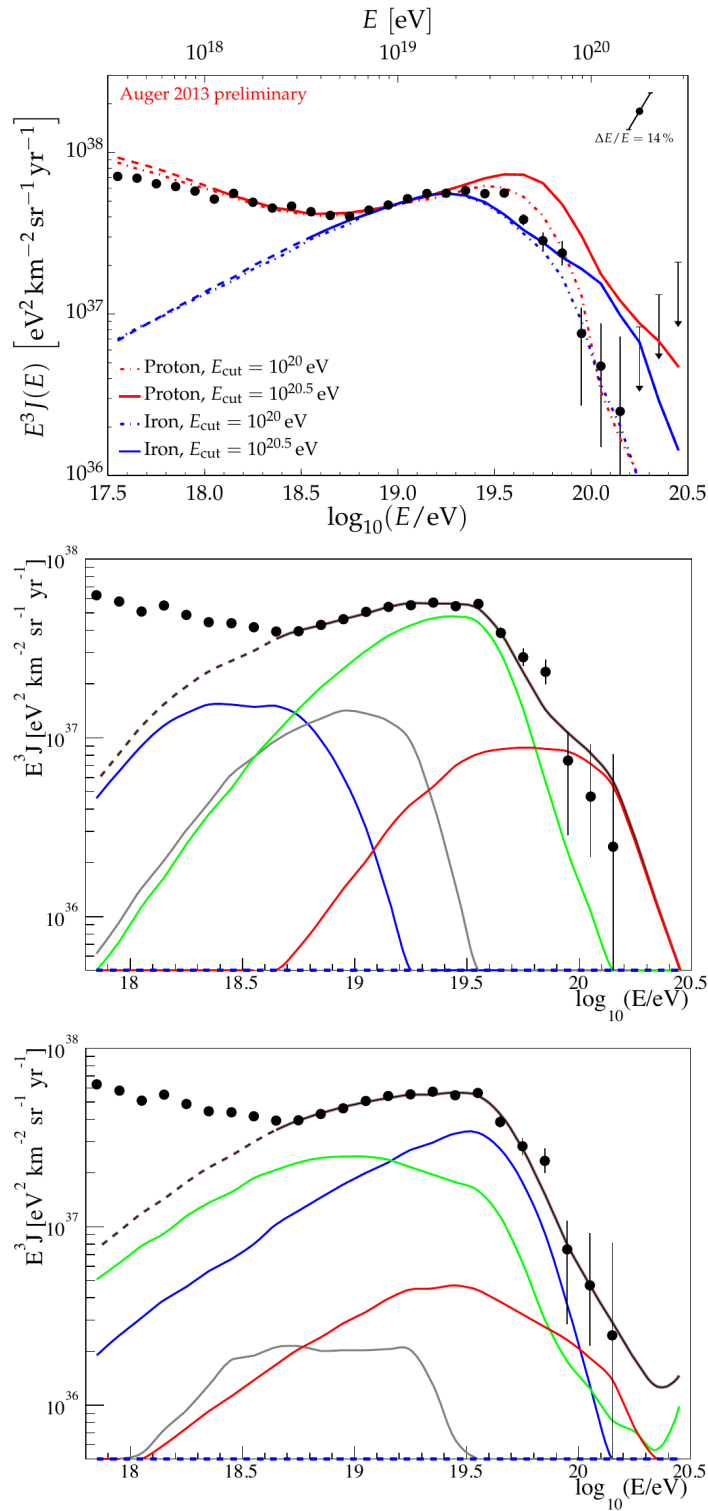 E [eV]
10^18 10^19 10^20
Auger 2013 preliminary
ΔE/E = 14 %
E^3 J(E) [eV^2 km^−2 sr^−1 yr^−1]
10^38
10^37
10^36
Proton, E_cut = 10^20 eV
Proton, E_cut = 10^20.5 eV
Iron, E_cut = 10^20 eV
Iron, E_cut = 10^20.5 eV
17.5 18.0 18.5 19.0 19.5 20.0 20.5
log_10(E/eV)
E^3 J [eV^2 km^-2 sr^-1 yr^-1]
10^38
10^37
10^36
18 18.5 19 19.5 20 20.5
log_10(E/eV)
E^3 J [eV^2 km^-2 sr^-1 yr^-1]
10^38
10^37
10^36
18 18.5 19 19.5 20 20.5
log_10(E/eV)